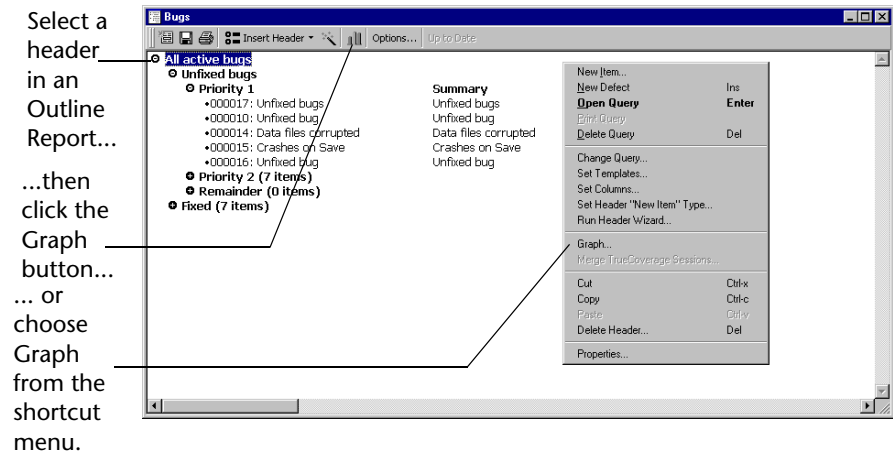 Select a
header
in an
Outline
Report...
...then
click the
Graph
button...
... or
choose
Graph
from the
shortcut
menu.
Bugs
Insert Header Options... Up to Date
All active bugs
Unfixed bugs
Priority 1 Summary
000017: Unfixed bugs Unfixed bugs
000010: Unfixed bug Unfixed bug
000014: Data files corrupted Data files corrupted
000015: Crashes on Save Crashes on Save
000016: Unfixed bug Unfixed bug
Priority 2 (7 items)
Remainder (0 items)
Fixed (7 items)
New Item...
New Defect Ins
Open Query Enter
Print Query
Delete Query Del
Change Query...
Set Templates...
Set Columns...
Set Header "New Item" Type...
Run Header Wizard...
Graph...
Merge TrueCoverage Sessions...
Cut Ctrl-x
Copy Ctrl-c
Paste Ctrl-v
Delete Header... Del
Properties...